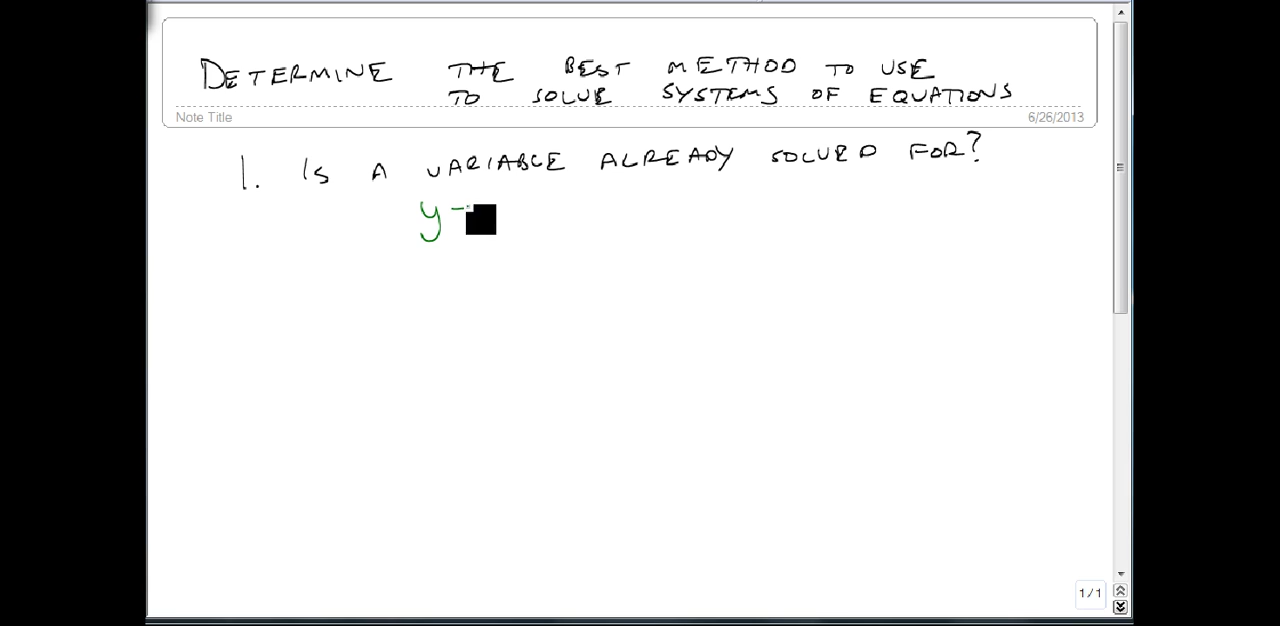 DETERMINE THE BEST METHOD TO USE
TO SOLVE SYSTEMS OF EQUATIONS
Note Title 6/26/2013
1. IS A VARIABLE ALREADY SOLVED FOR?
y -
1/1